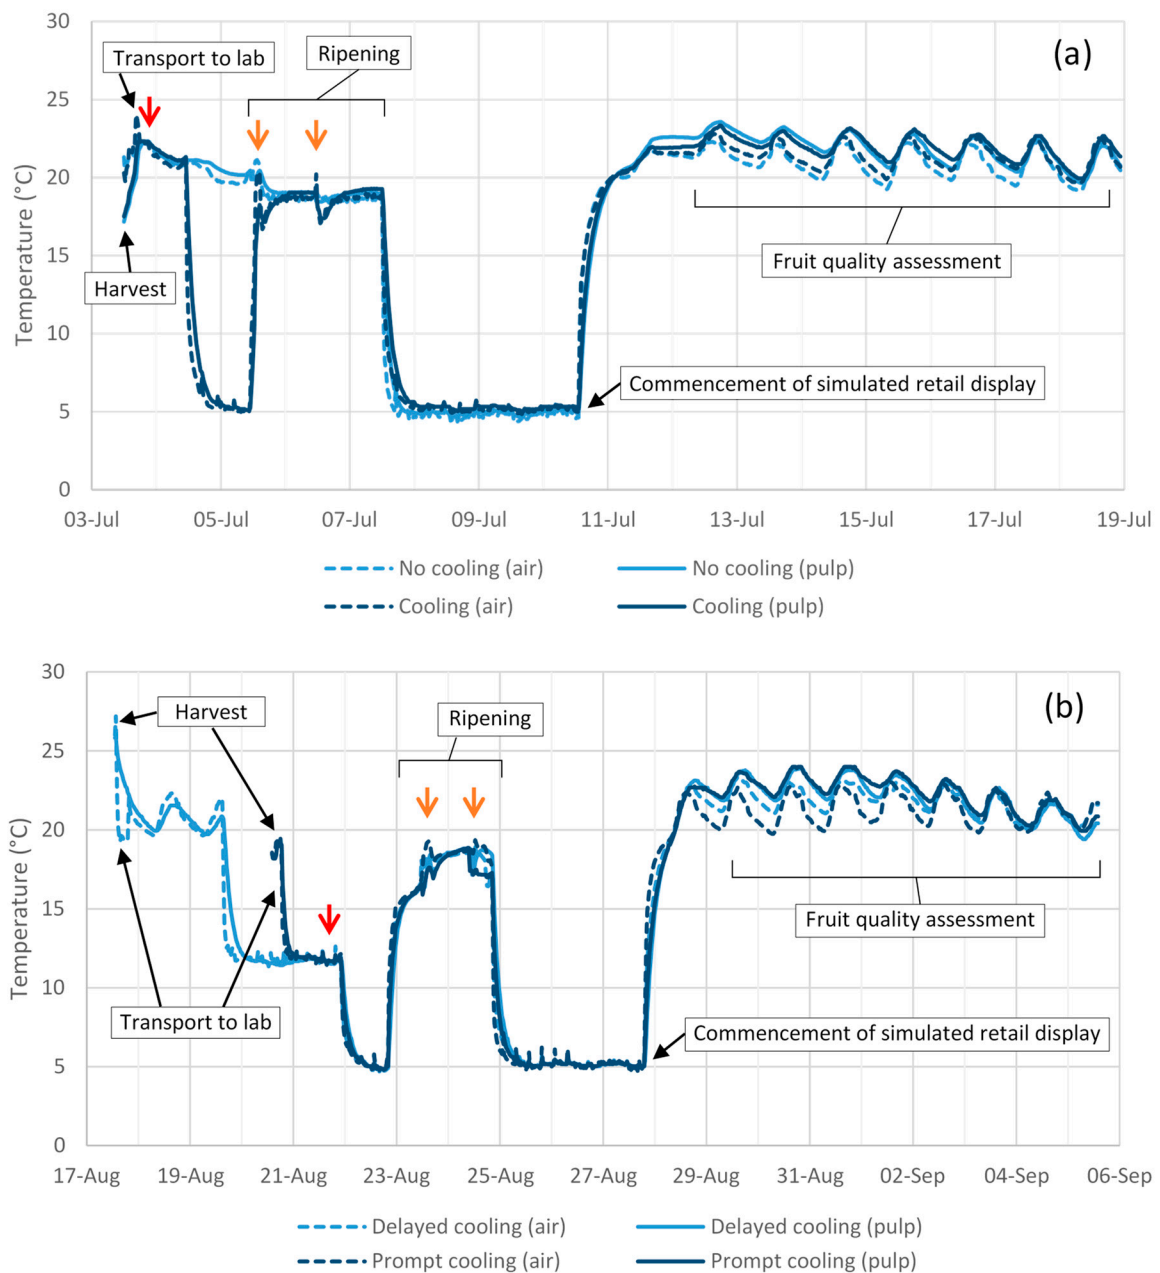 30
(a)
Transport to lab
Ripening
25
20
Temperature (°C)
15
Fruit quality assessment
Harvest
10
Commencement of simulated retail display
5
0
03-Jul 05-Jul 07-Jul 09-Jul 11-Jul 13-Jul 15-Jul 17-Jul 19-Jul
No cooling (air) No cooling (pulp)
Cooling (air) Cooling (pulp)
30
(b)
Harvest
Ripening
25
20
Temperature (°C)
15
Fruit quality assessment
10
Transport to lab
Commencement of simulated retail display
5
0
17-Aug 19-Aug 21-Aug 23-Aug 25-Aug 27-Aug 29-Aug 31-Aug 02-Sep 04-Sep 06-Sep
Delayed cooling (air) Delayed cooling (pulp)
Prompt cooling (air) Prompt cooling (pulp)